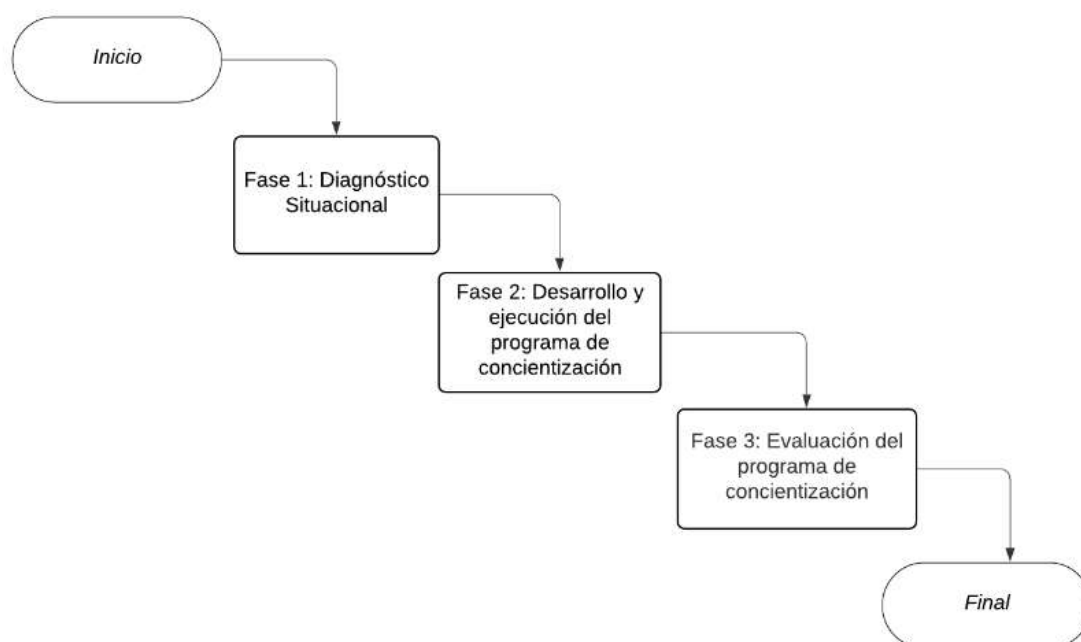 Inicio
Fase 1: Diagnóstico
Situacional
Fase 2: Desarrollo y
ejecución del
programa de
concientización
Fase 3: Evaluación del
programa de
concientización
Final